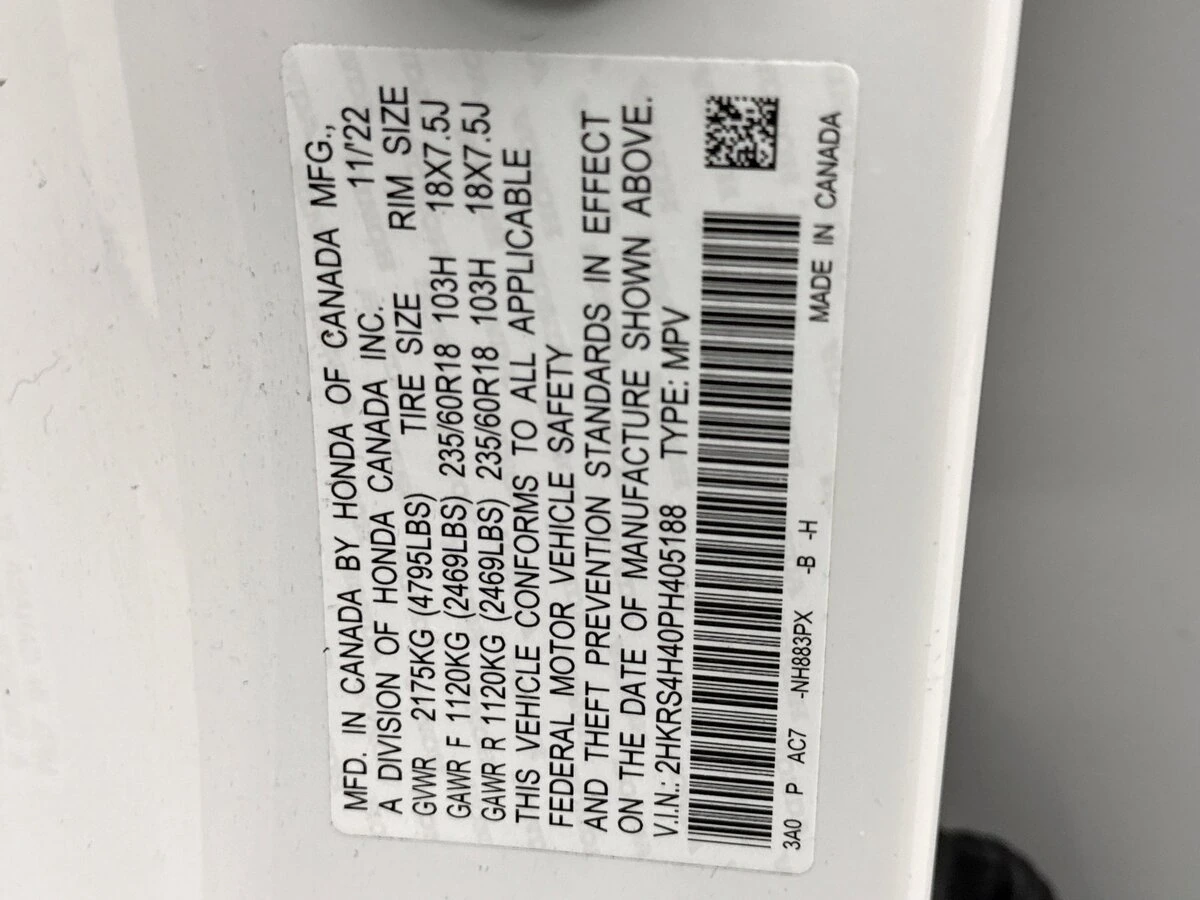 MFD. IN CANADA BY HONDA OF CANADA MFG.,
A DIVISION OF HONDA CANADA INC. 11/'22
GVWR 2175KG (4795LBS) TIRE SIZE RIM SIZE
GAWR F 1120KG (2469LBS) 235/60R18 103H 18X7.5J
GAWR R 1120KG (2469LBS) 235/60R18 103H 18X7.5J
THIS VEHICLE CONFORMS TO ALL APPLICABLE
FEDERAL MOTOR VEHICLE SAFETY
AND THEFT PREVENTION STANDARDS IN EFFECT
ON THE DATE OF MANUFACTURE SHOWN ABOVE.
V.I.N.: 2HKRS4H40PH405188 TYPE: MPV
3A0 P AC7 -NH883PX -B -H
MADE IN CANADA